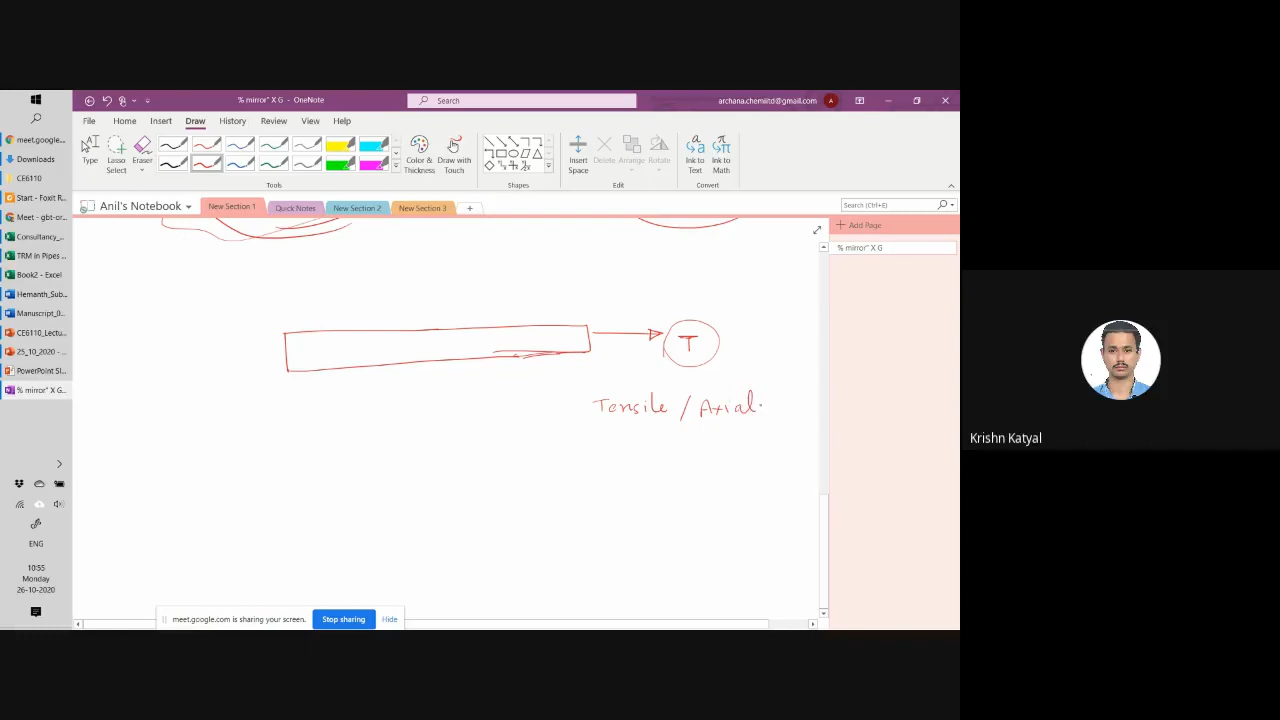 % mirror" X G - OneNote
Search
archana.chemiitd@gmail.com
A
File
Home
Insert
Draw
History
Review
View
Help
Type
Lasso Select
Eraser
Color & Thickness
Draw with Touch
Insert Space
Delete
Arrange
Rotate
Ink to Text
Ink to Math
Tools
Shapes
Edit
Convert
Anil's Notebook
New Section 1
Quick Notes
New Section 2
New Section 3
Search (Ctrl+E)
Add Page
% mirror" X G
meet.google...
Downloads
CE6110
Start - Foxit R...
Meet - gbt-or...
Consultancy_...
TRM in Pipes ...
Book2 - Excel
Hemanth_Sub...
Manuscript_0...
CE6110_Lectu...
25_10_2020 - ...
PowerPoint Sl...
% mirror" X G...
ENG
10:55
Monday
26-10-2020
T
Tensile / Axial
meet.google.com is sharing your screen.
Stop sharing
Hide
Krishn Katyal